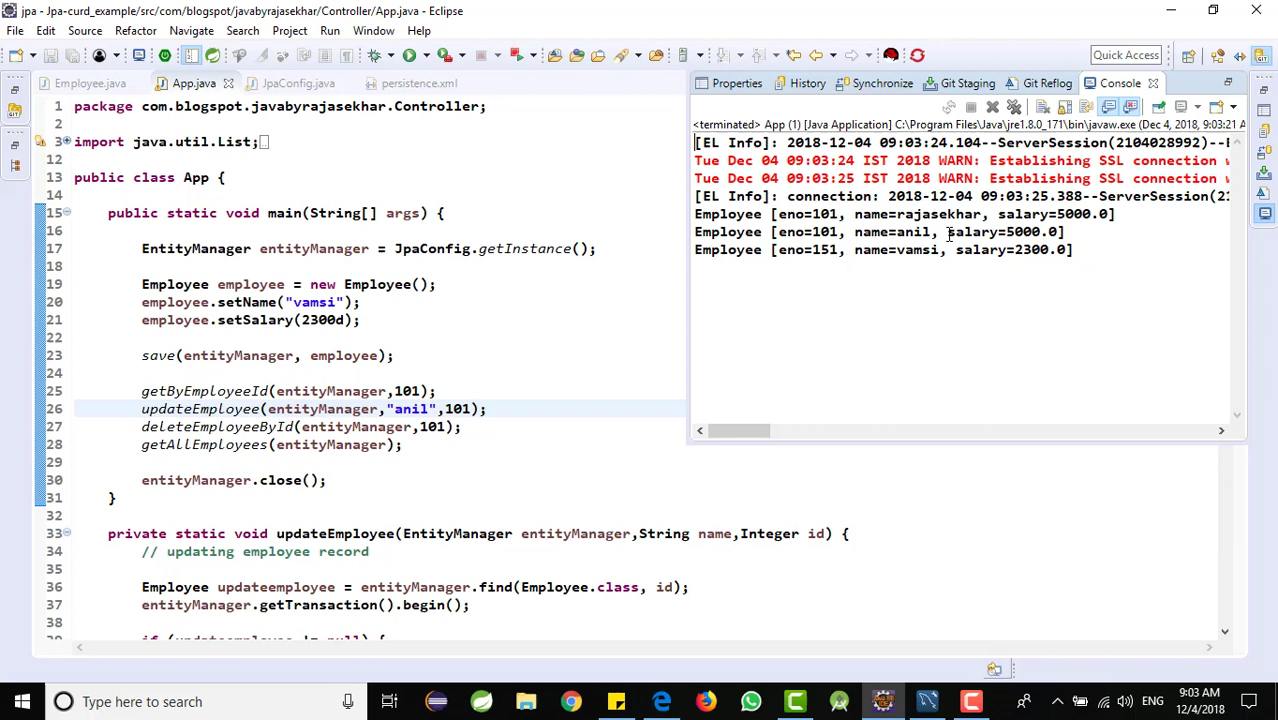 jpa - Jpa-curd_example/src/com/blogspot/javabyrajasekhar/Controller/App.java - Eclipse
File Edit Source Refactor Navigate Search Project Run Window Help
Quick Access
Employee.java App.java JpaConfig.java persistence.xml
Properties History Synchronize Git Staging Git Reflog Console
<terminated> App (1) [Java Application] C:\Program Files\Java\jre1.8.0_171\bin\javaw.exe (Dec 4, 2018, 9:03:21 A
[EL Info]: 2018-12-04 09:03:24.104--ServerSession(2104028992)--E
Tue Dec 04 09:03:24 IST 2018 WARN: Establishing SSL connection w
Tue Dec 04 09:03:25 IST 2018 WARN: Establishing SSL connection w
[EL Info]: connection: 2018-12-04 09:03:25.388--ServerSession(21
Employee [eno=101, name=rajasekhar, salary=5000.0]
Employee [eno=101, name=anil, salary=5000.0]
Employee [eno=151, name=vamsi, salary=2300.0]
1 package com.blogspot.javabyrajasekhar.Controller;
2
3 import java.util.List;
12
13 public class App {
14
15 public static void main(String[] args) {
16
17 EntityManager entityManager = JpaConfig.getInstance();
18
19 Employee employee = new Employee();
20 employee.setName("vamsi");
21 employee.setSalary(2300d);
22
23 save(entityManager, employee);
24
25 getByEmployeeId(entityManager,101);
26 updateEmployee(entityManager,"anil",101);
27 deleteEmployeeById(entityManager,101);
28 getAllEmployees(entityManager);
29
30 entityManager.close();
31 }
32
33 private static void updateEmployee(EntityManager entityManager,String name,Integer id) {
34 // updating employee record
35
36 Employee updateemployee = entityManager.find(Employee.class, id);
37 entityManager.getTransaction().begin();
38
39 if (updateemployee != null) {
Type here to search
ENG
9:03 AM
12/4/2018